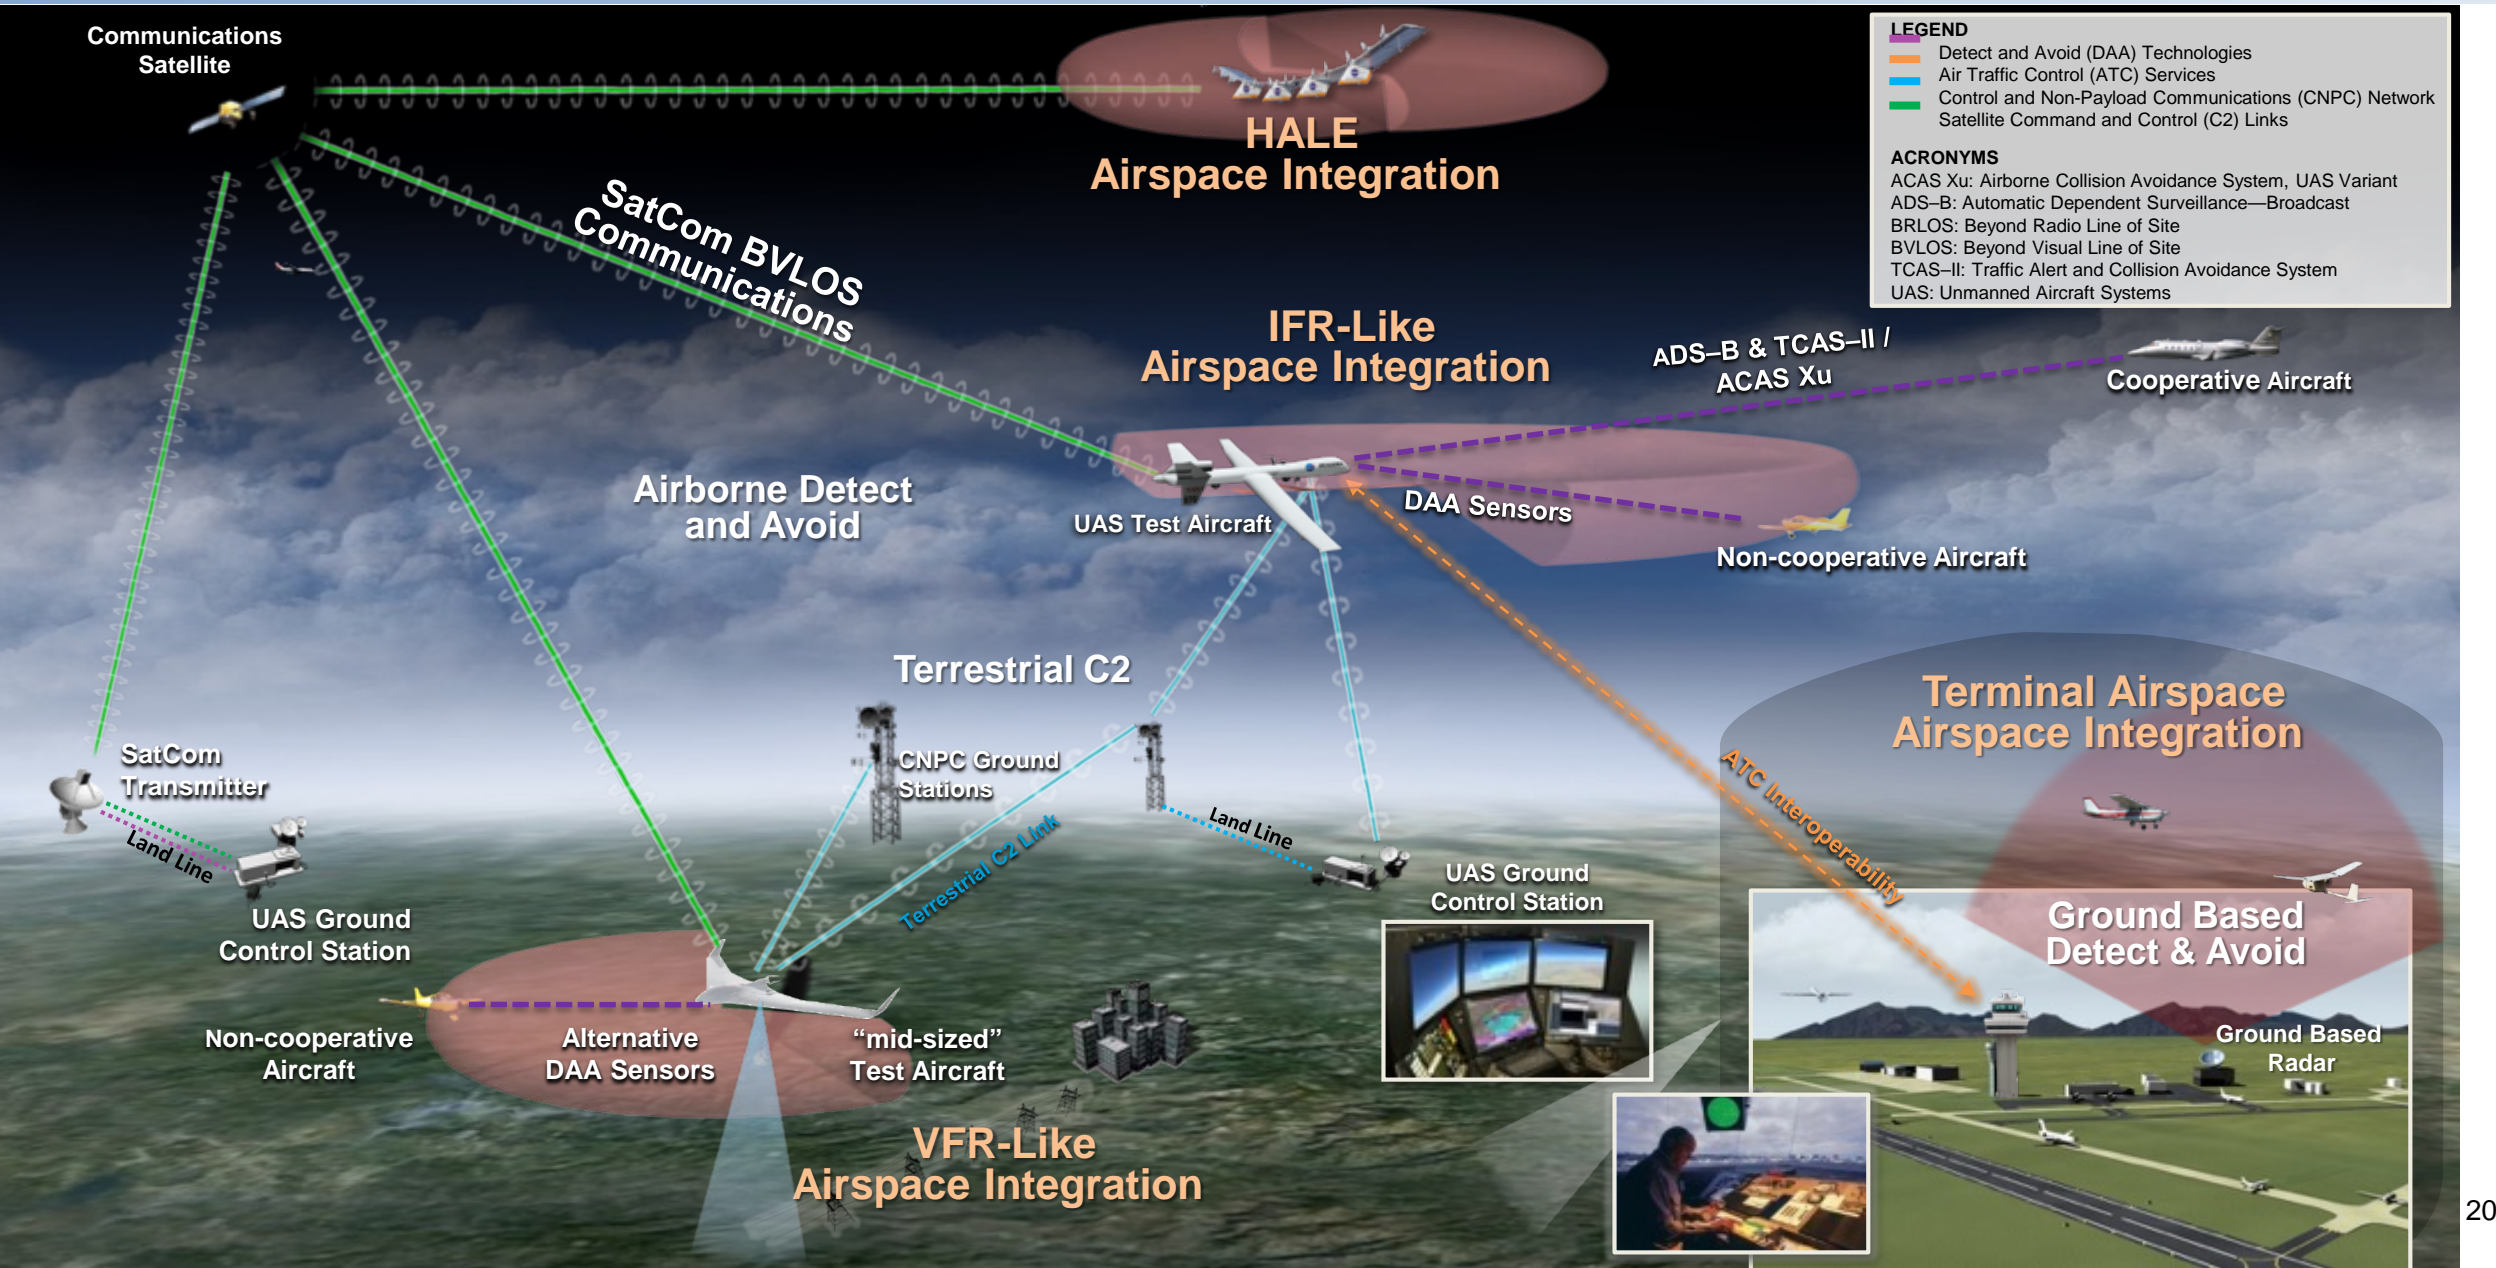 Communications
Satellite
HALE
Airspace Integration
LEGEND
Detect and Avoid (DAA) Technologies
Air Traffic Control (ATC) Services
Control and Non-Payload Communications (CNPC) Network
Satellite Command and Control (C2) Links
ACRONYMS
ACAS Xu: Airborne Collision Avoidance System, UAS Variant
ADS–B: Automatic Dependent Surveillance—Broadcast
BRLOS: Beyond Radio Line of Site
BVLOS: Beyond Visual Line of Site
TCAS–II: Traffic Alert and Collision Avoidance System
UAS: Unmanned Aircraft Systems
SatCom BVLOS
Communications
IFR-Like
Airspace Integration
ADS–B & TCAS–II /
ACAS Xu
Cooperative Aircraft
Airborne Detect
and Avoid
UAS Test Aircraft
DAA Sensors
Non-cooperative Aircraft
Terrestrial C2
Terminal Airspace
Airspace Integration
SatCom
Transmitter
CNPC Ground
Stations
Land Line
Land Line
Terrestrial C2 Link
ATC Interoperability
UAS Ground
Control Station
UAS Ground
Control Station
Ground Based
Detect & Avoid
Non-cooperative
Aircraft
Alternative
DAA Sensors
“mid-sized”
Test Aircraft
Ground Based
Radar
VFR-Like
Airspace Integration
20